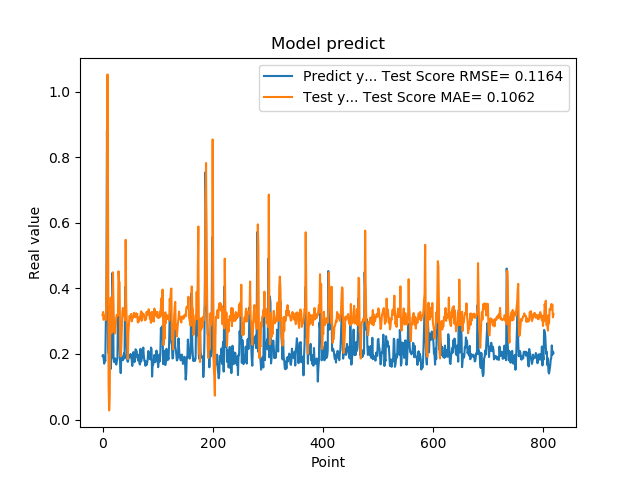 Model predict
Predict y... Test Score RMSE= 0.1164
Test y... Test Score MAE= 0.1062
1.0
0.8
0.6
0.4
0.2
0.0
Real value
0 200 400 600 800
Point